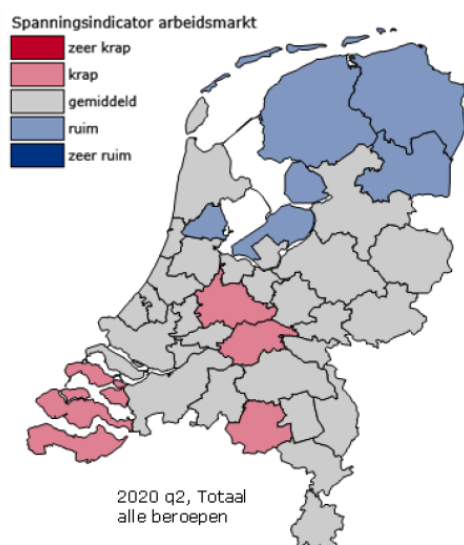 Spanningsindicator arbeidsmarkt
zeer krap
krap
gemiddeld
ruim
zeer ruim
2020 q2, Totaal
alle beroepen